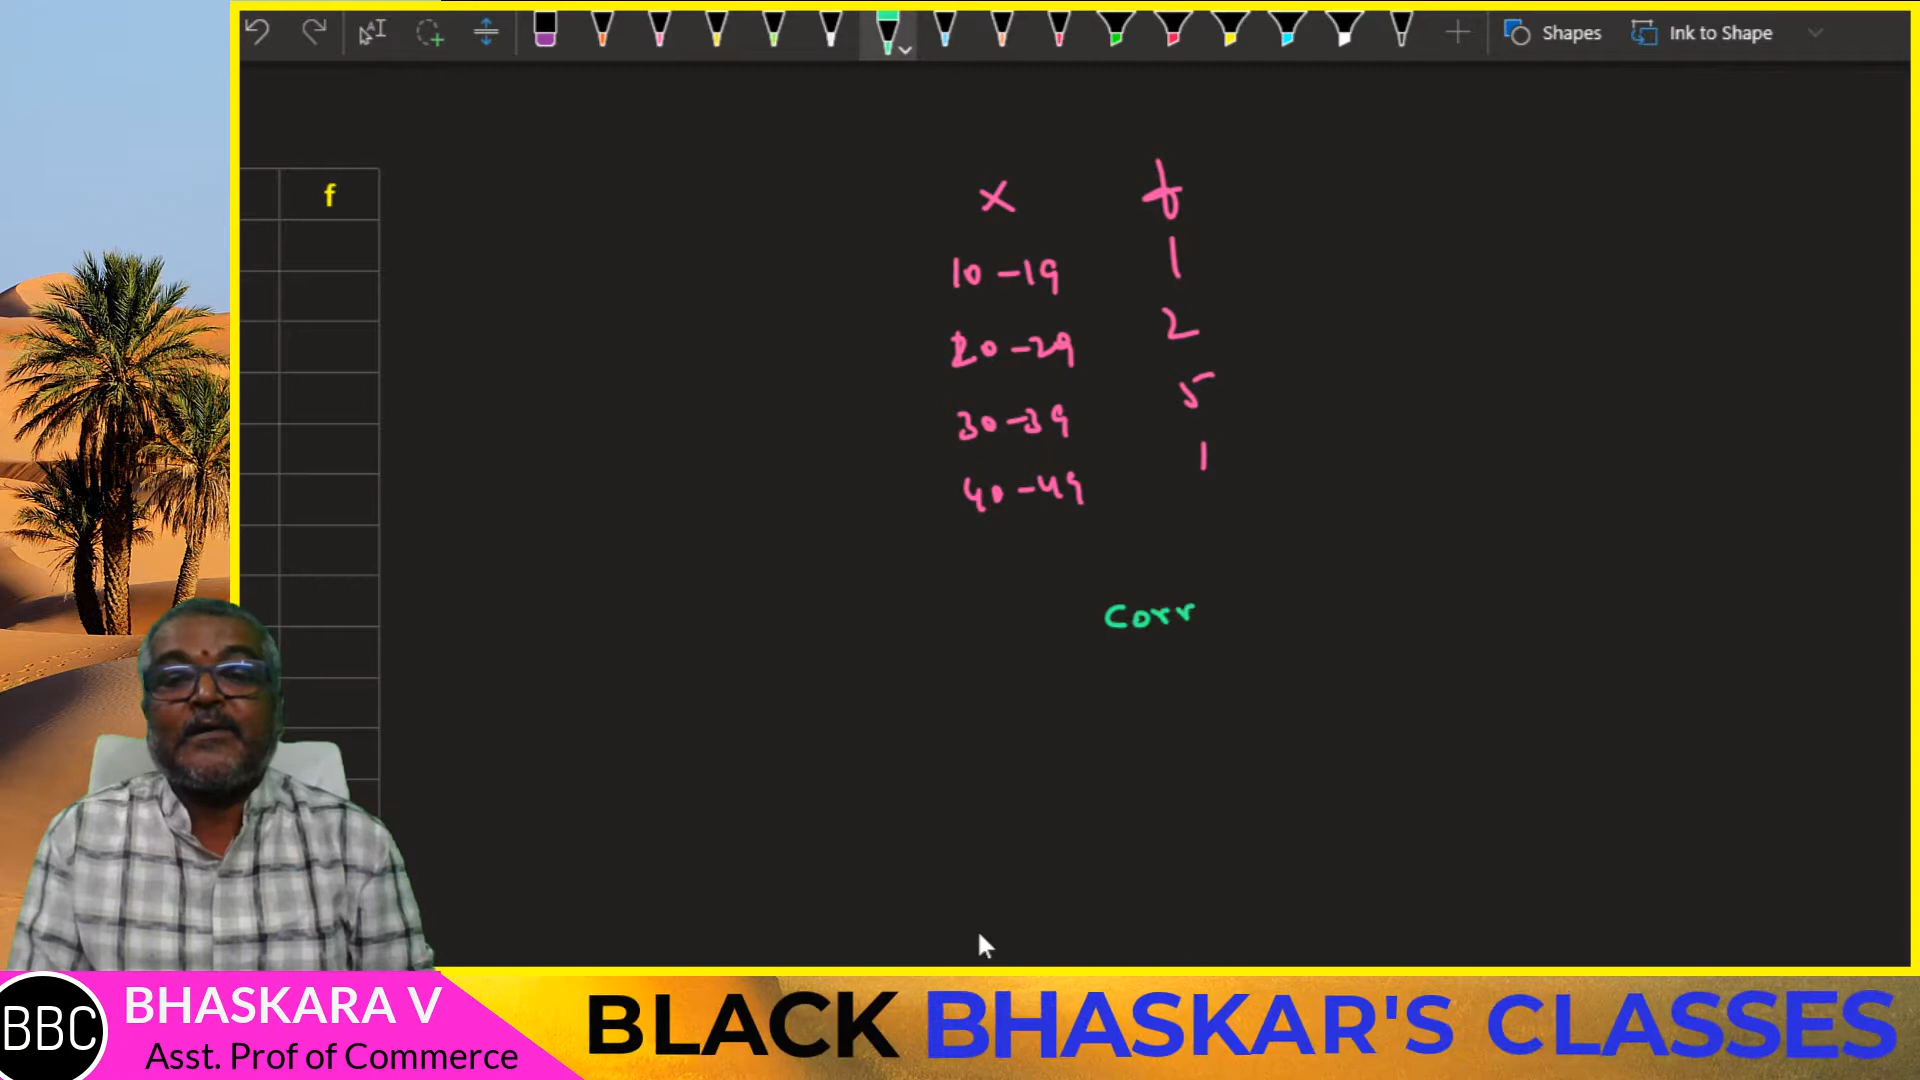 Shapes Ink to Shape
f
x f
10-19 1
20-29 2
30-39 5
40-49 1
Corr
BBC
BHASKARA V
Asst. Prof of Commerce
BLACK BHASKAR'S CLASSES